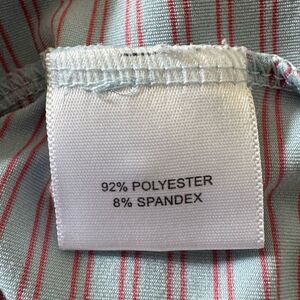 92% POLYESTER
8% SPANDEX